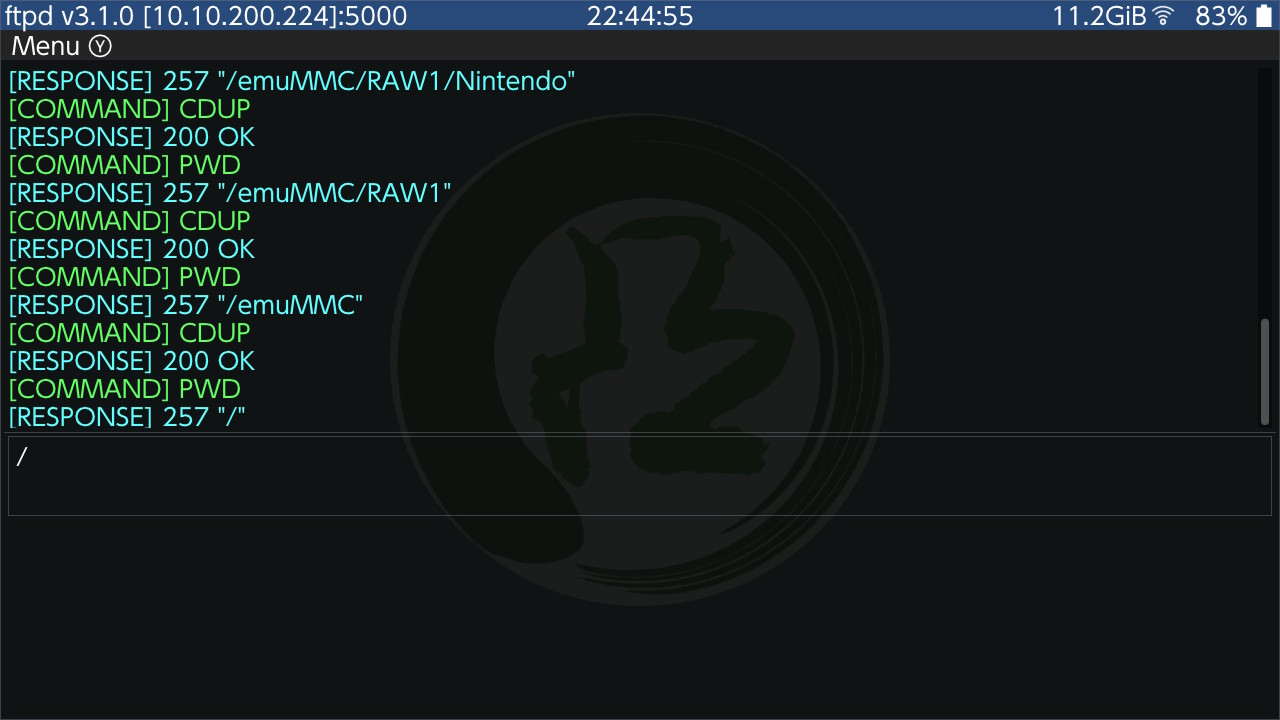 ftpd v3.1.0 [10.10.200.224]:5000 22:44:55 11.2GiB 83%
Menu Ⓨ
[RESPONSE] 257 "/emuMMC/RAW1/Nintendo"
[COMMAND] CDUP
[RESPONSE] 200 OK
[COMMAND] PWD
[RESPONSE] 257 "/emuMMC/RAW1"
[COMMAND] CDUP
[RESPONSE] 200 OK
[COMMAND] PWD
[RESPONSE] 257 "/emuMMC"
[COMMAND] CDUP
[RESPONSE] 200 OK
[COMMAND] PWD
[RESPONSE] 257 "/"
/